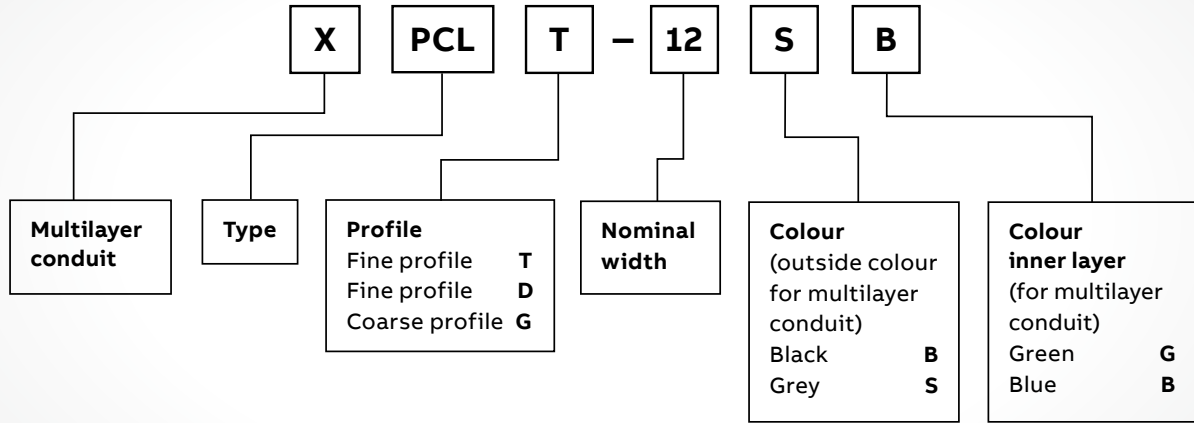 X PCL T – 12 S B
Multilayer
conduit
Type
Profile
Fine profile T
Fine profile D
Coarse profile G
Nominal
width
Colour
(outside colour
for multilayer
conduit)
Black B
Grey S
Colour
inner layer
(for multilayer
conduit)
Green G
Blue B